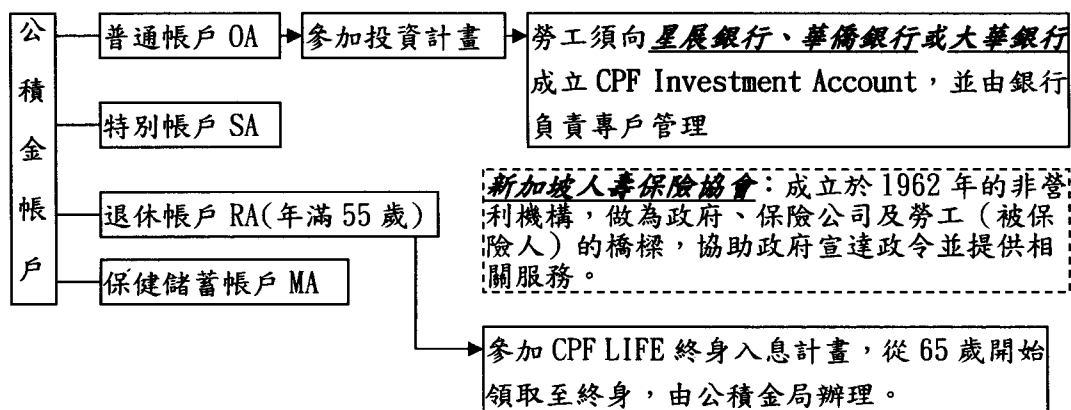 公積金帳戶
普通帳戶 OA
參加投資計畫
勞工須向星展銀行、華僑銀行或大華銀行
成立 CPF Investment Account，並由銀行
負責專戶管理
特別帳戶 SA
新加坡人壽保險協會：成立於 1962 年的非營
利機構，做為政府、保險公司及勞工（被保
險人）的橋樑，協助政府宣達政令並提供相
關服務。
退休帳戶 RA(年滿 55 歲)
保健儲蓄帳戶 MA
參加 CPF LIFE 終身入息計畫，從 65 歲開始
領取至終身，由公積金局辦理。